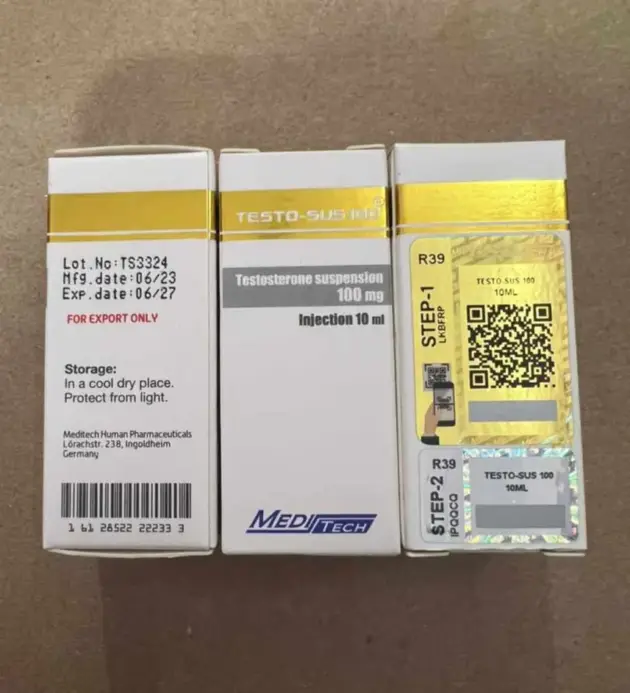 Lot.No:TS3324
Mfg.date:06/23
Exp.date:06/27
FOR EXPORT ONLY
Storage:
In a cool dry place.
Protect from light.
Meditech Human Pharmaceuticals
Lörachstr. 238, Ingoldheim
Germany
1 61 26522 22233 3
TESTO-SUS 100
Testosterone suspension
100 mg
Injection 10 ml
MEDITECH
R39
STEP-1
LKBFRP
TESTO-SUS 100
10ML
R39
STEP-2
IPQQCQ
TESTO-SUS 100
10ML